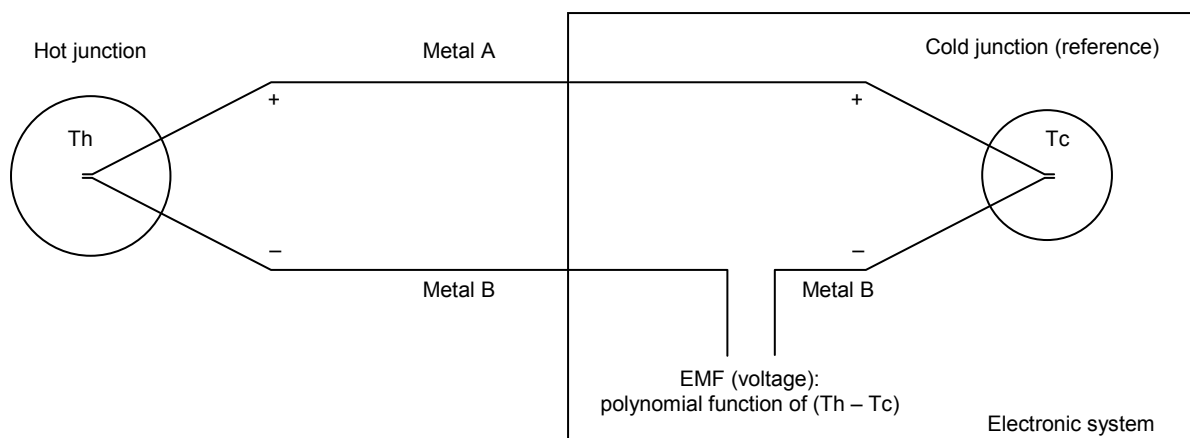 Hot junction
Metal A
Cold junction (reference)
+
+
Th
Tc
–
–
Metal B
Metal B
EMF (voltage):
polynomial function of (Th – Tc)
Electronic system